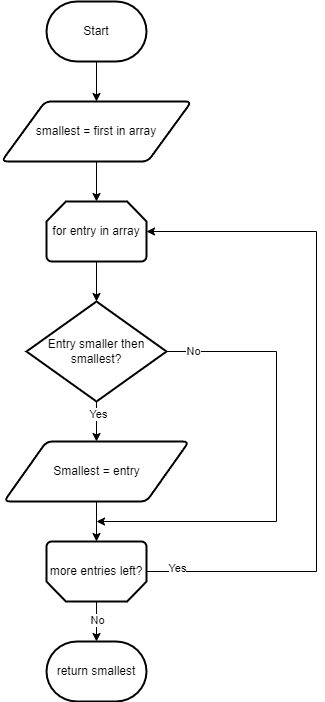 Start
smallest = first in array
for entry in array
Entry smaller then
smallest?
No
Yes
Smallest = entry
more entries left?
Yes
No
return smallest